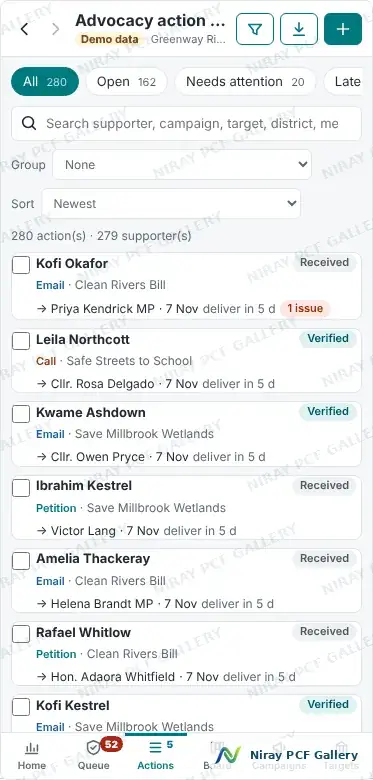 Advocacy action ...
Demo data · Greenway Ri...
All 280 Open 162 Needs attention 20 Late
Search supporter, campaign, target, district, me
Group None
Sort Newest
280 action(s) · 279 supporter(s)
Kofi Okafor Received
Email · Clean Rivers Bill
→ Priya Kendrick MP · 7 Nov deliver in 5 d 1 issue
Leila Northcott Verified
Call · Safe Streets to School
→ Cllr. Rosa Delgado · 7 Nov deliver in 5 d
Kwame Ashdown Verified
Email · Save Millbrook Wetlands
→ Cllr. Owen Pryce · 7 Nov deliver in 5 d
Ibrahim Kestrel Received
Petition · Save Millbrook Wetlands
→ Victor Lang · 7 Nov deliver in 5 d
Amelia Thackeray Received
Email · Clean Rivers Bill
→ Helena Brandt MP · 7 Nov deliver in 5 d
Rafael Whitlow Received
Petition · Clean Rivers Bill
→ Hon. Adaora Whitfield · 7 Nov deliver in 5 d
Kofi Kestrel Verified
Email · Save Millbrook Wetlands
52 5
Niray PCF Gallery
Home Queue Actions Campaigns Targets
NIRAY PCF GALLERY